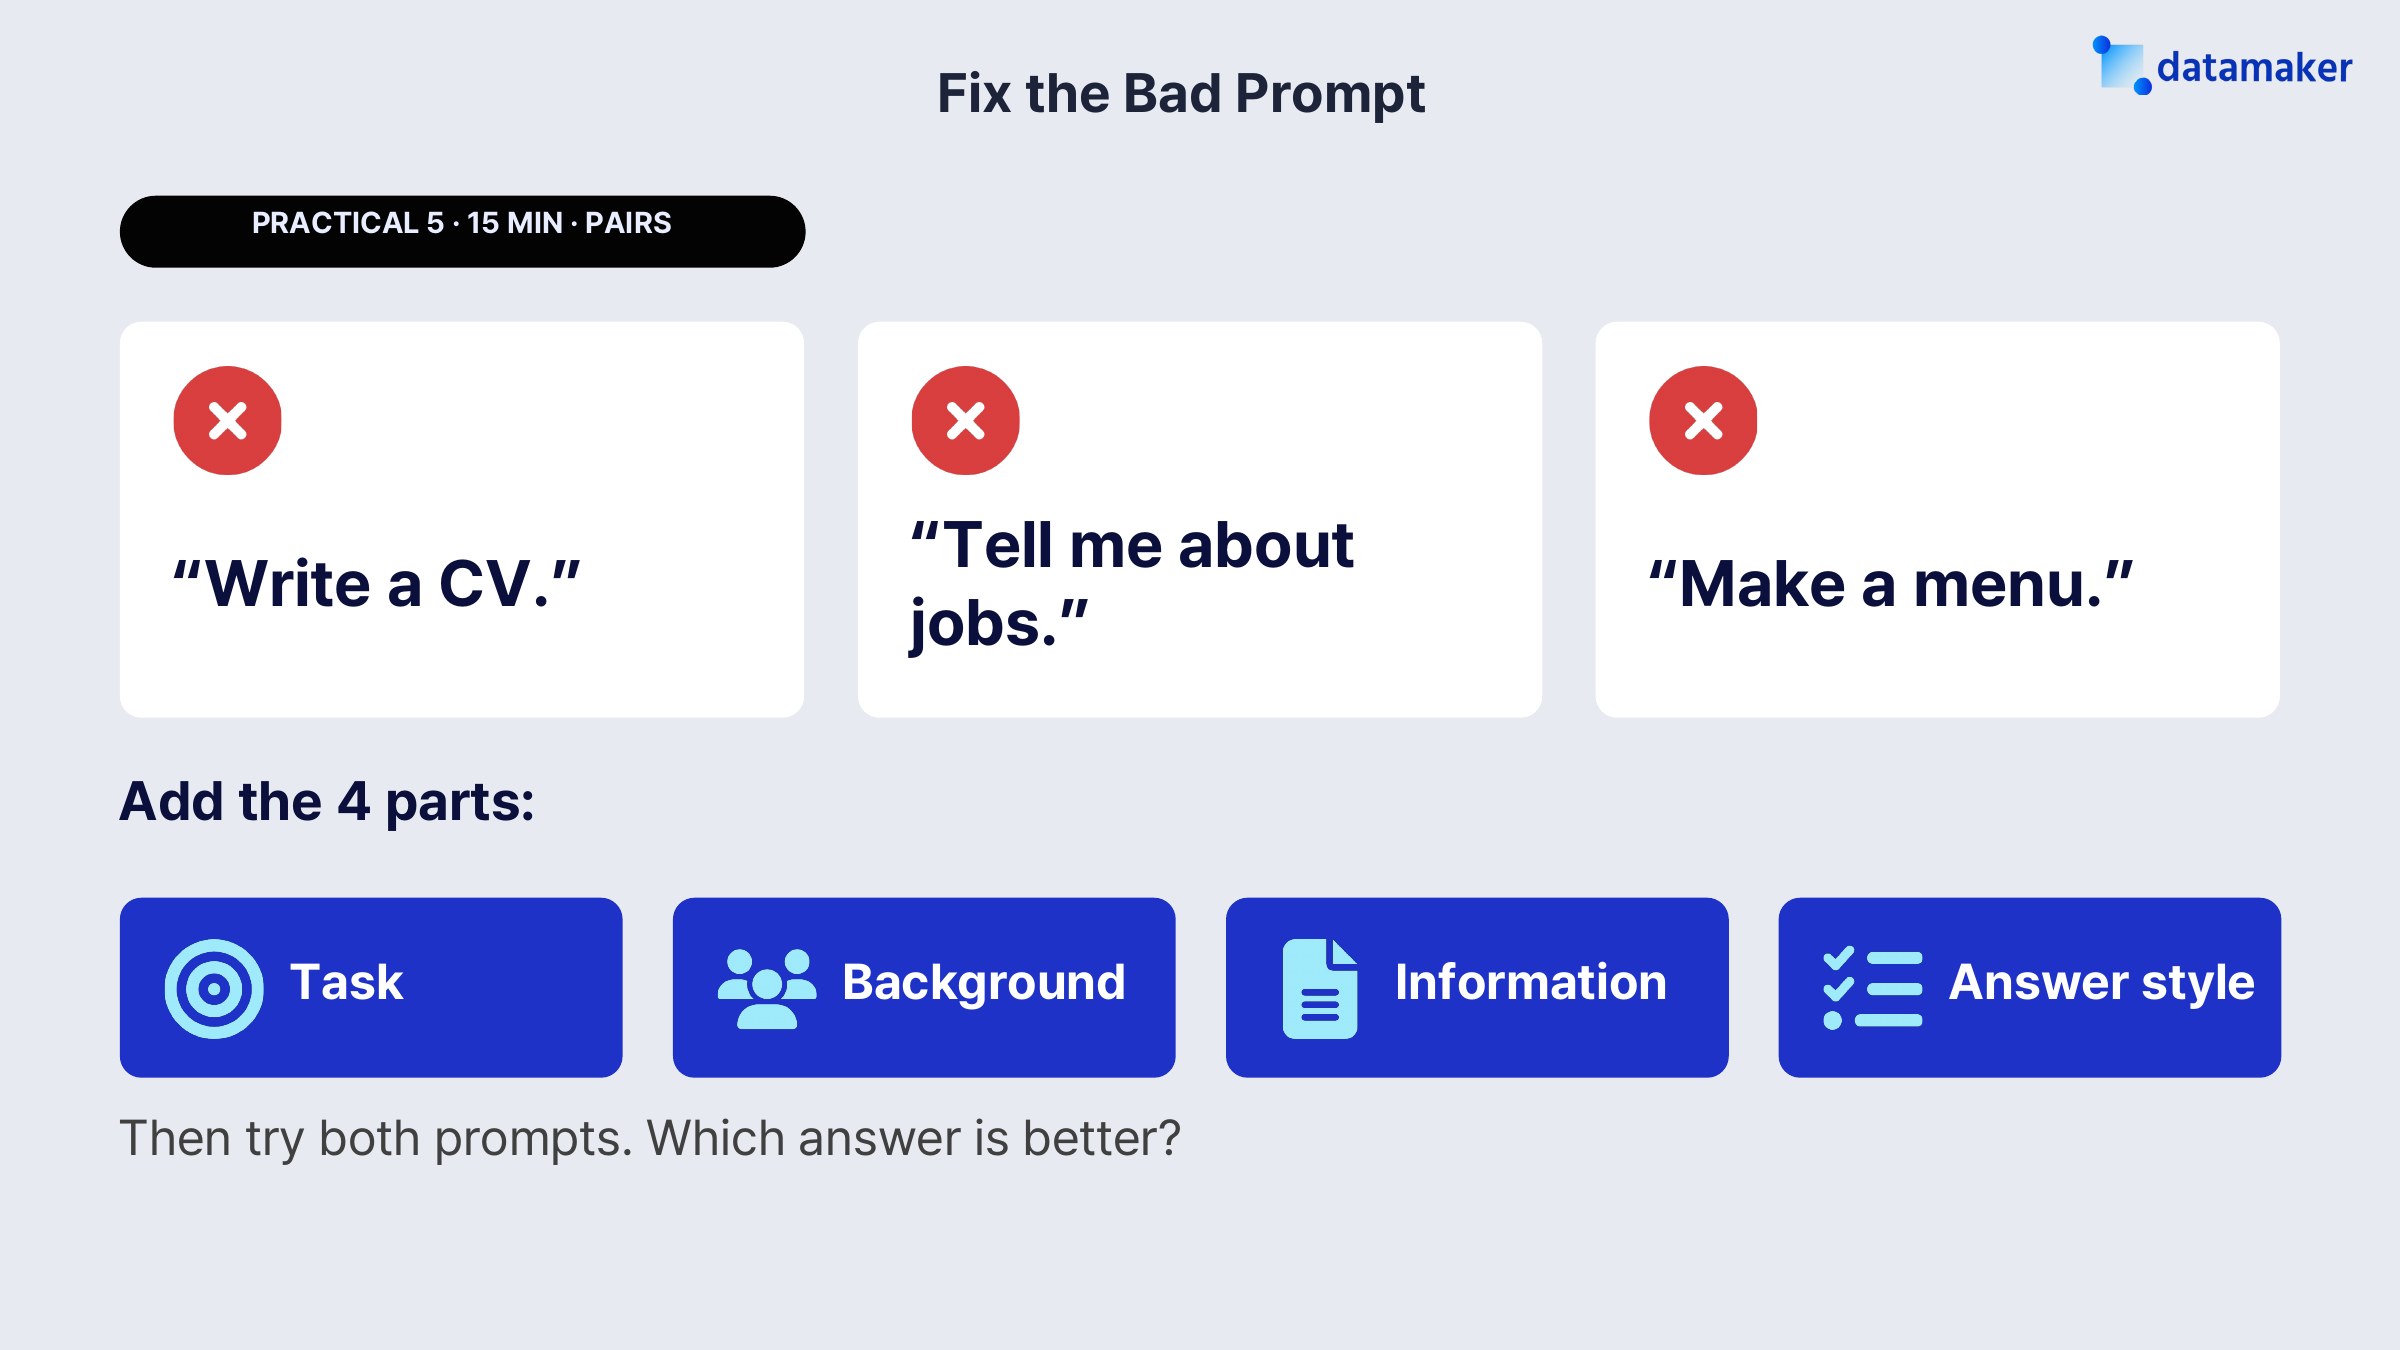 Fix the Bad Prompt
datamaker
PRACTICAL 5 · 15 MIN · PAIRS
“Write a CV.”
“Tell me about
jobs.”
“Make a menu.”
Add the 4 parts:
Task
Background
Information
Answer style
Then try both prompts. Which answer is better?